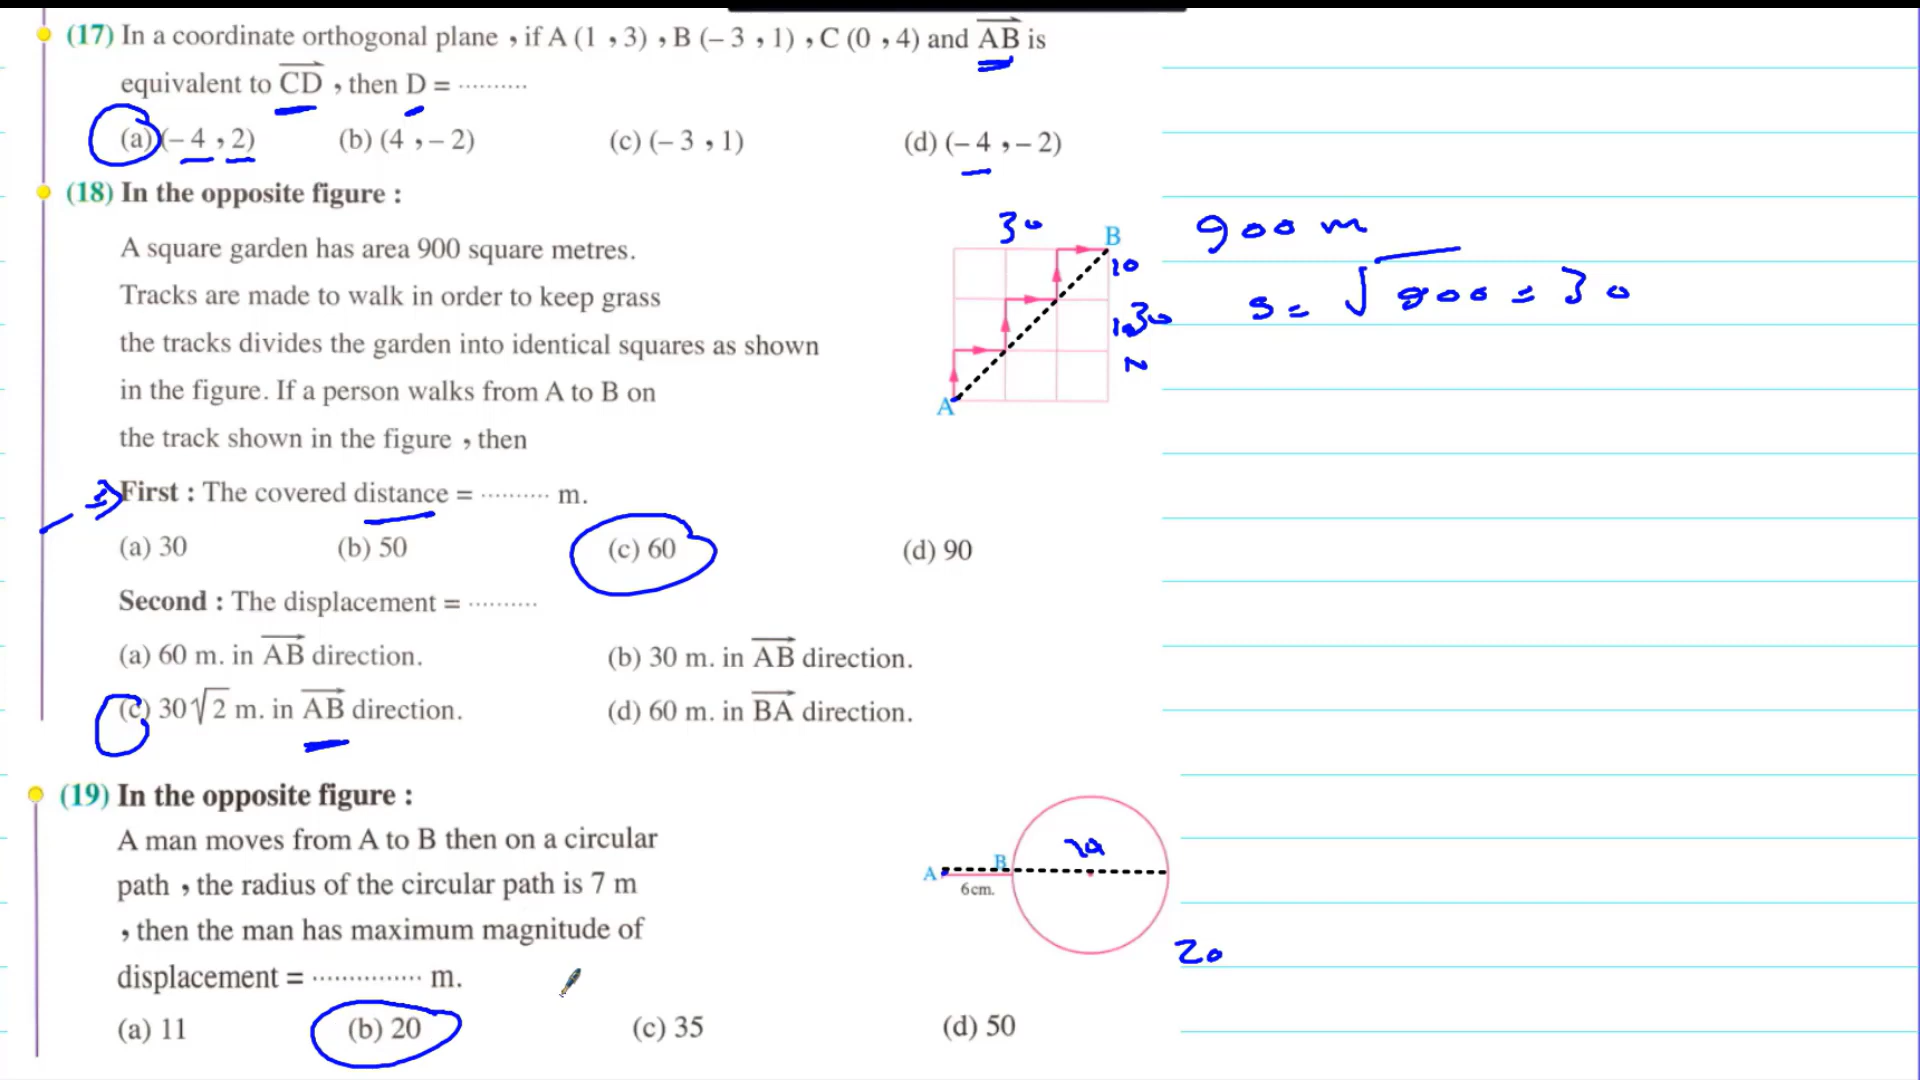 (17) In a coordinate orthogonal plane , if A (1 , 3) , B (– 3 , 1) , C (0 , 4) and AB is
equivalent to CD , then D = ··········
(a) (– 4 , 2) (b) (4 , – 2) (c) (– 3 , 1) (d) (– 4 , – 2)
(18) In the opposite figure :
A square garden has area 900 square metres.
Tracks are made to walk in order to keep grass
the tracks divides the garden into identical squares as shown
in the figure. If a person walks from A to B on
the track shown in the figure , then
30
B
10
30
A
900 m
s = √900 = 30
First : The covered distance = ·········· m.
(a) 30 (b) 50 (c) 60 (d) 90
Second : The displacement = ··········
(a) 60 m. in AB direction. (b) 30 m. in AB direction.
(c) 30√2 m. in AB direction. (d) 60 m. in BA direction.
(19) In the opposite figure :
A man moves from A to B then on a circular
path , the radius of the circular path is 7 m
, then the man has maximum magnitude of
displacement = ··············· m.
A
B
6 cm.
20
(a) 11 (b) 20 (c) 35 (d) 50